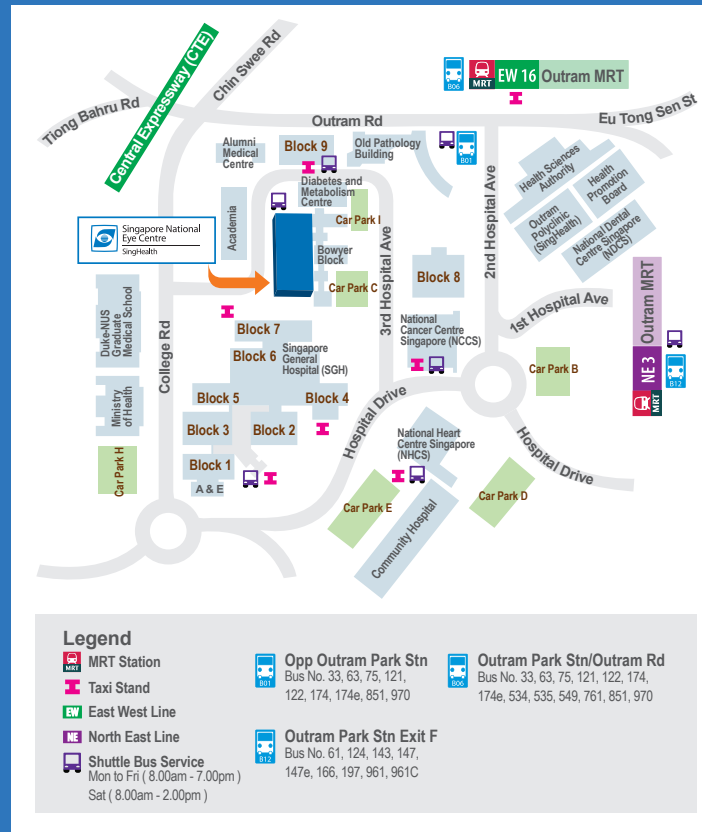 Central Expressway (CTE)
Chin Swee Rd
Tiong Bahru Rd
B06
MRT
EW 16
Outram MRT
Outram Rd
Eu Tong Sen St
Alumni
Medical
Centre
Block 9
Old Pathology
Building
B01
Diabetes and
Metabolism
Centre
Health Sciences
Authority
Health
Promotion
Board
Outram
Polyclinic
(SingHealth)
National Dental
Centre Singapore
(NDCS)
2nd Hospital Ave
Academia
Car Park I
Singapore National
Eye Centre
SingHealth
Bowyer
Block
Car Park C
3rd Hospital Ave
Block 8
Outram MRT
NE 3
MRT
B12
1st Hospital Ave
Duke-NUS
Graduate
Medical School
College Rd
Block 7
Block 6
Singapore
General
Hospital (SGH)
National
Cancer Centre
Singapore (NCCS)
Car Park B
Ministry
of Health
Block 5
Block 4
Block 3
Block 2
Hospital Drive
National Heart
Centre Singapore
(NHCS)
Hospital Drive
Car Park H
Block 1
A & E
Car Park E
Car Park D
Community Hospital
Legend
MRT
MRT Station
Taxi Stand
EW
East West Line
NE
North East Line
Shuttle Bus Service
Mon to Fri ( 8.00am - 7.00pm )
Sat ( 8.00am - 2.00pm )
B01
Opp Outram Park Stn
Bus No. 33, 63, 75, 121,
122, 174, 174e, 851, 970
B12
Outram Park Stn Exit F
Bus No. 61, 124, 143, 147,
147e, 166, 197, 961, 961C
B06
Outram Park Stn/Outram Rd
Bus No. 33, 63, 75, 121, 122, 174,
174e, 534, 535, 549, 761, 851, 970